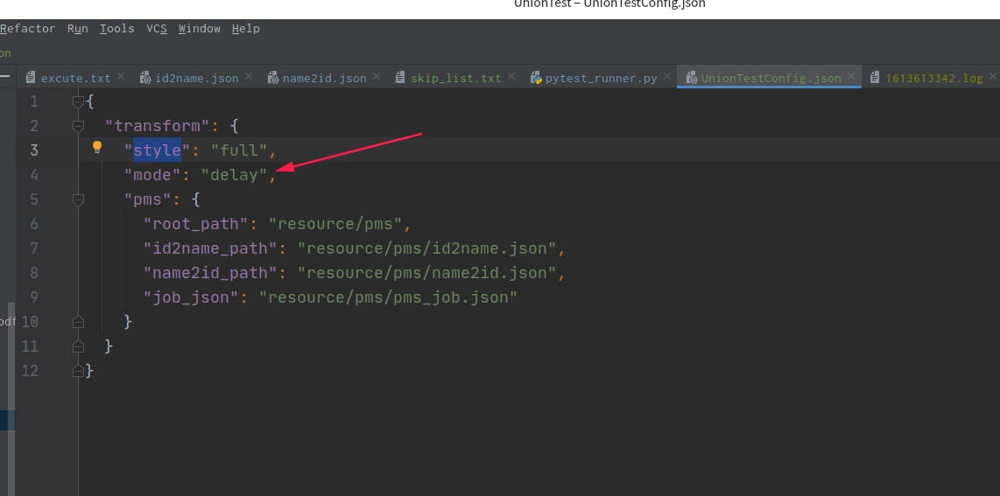 UnionTest – UnionTestConfig.json
Refactor Run Tools VCS Window Help
on
excute.txt id2name.json name2id.json skip_list.txt pytest_runner.py UnionTestConfig.json 1613613342.log
1 {
2 "transform": {
3 "style": "full",
4 "mode": "delay",
5 "pms": {
6 "root_path": "resource/pms",
7 "id2name_path": "resource/pms/id2name.json",
8 "name2id_path": "resource/pms/name2id.json",
9 "job_json": "resource/pms/pms_job.json"
pdf 10 }
11 }
12 }